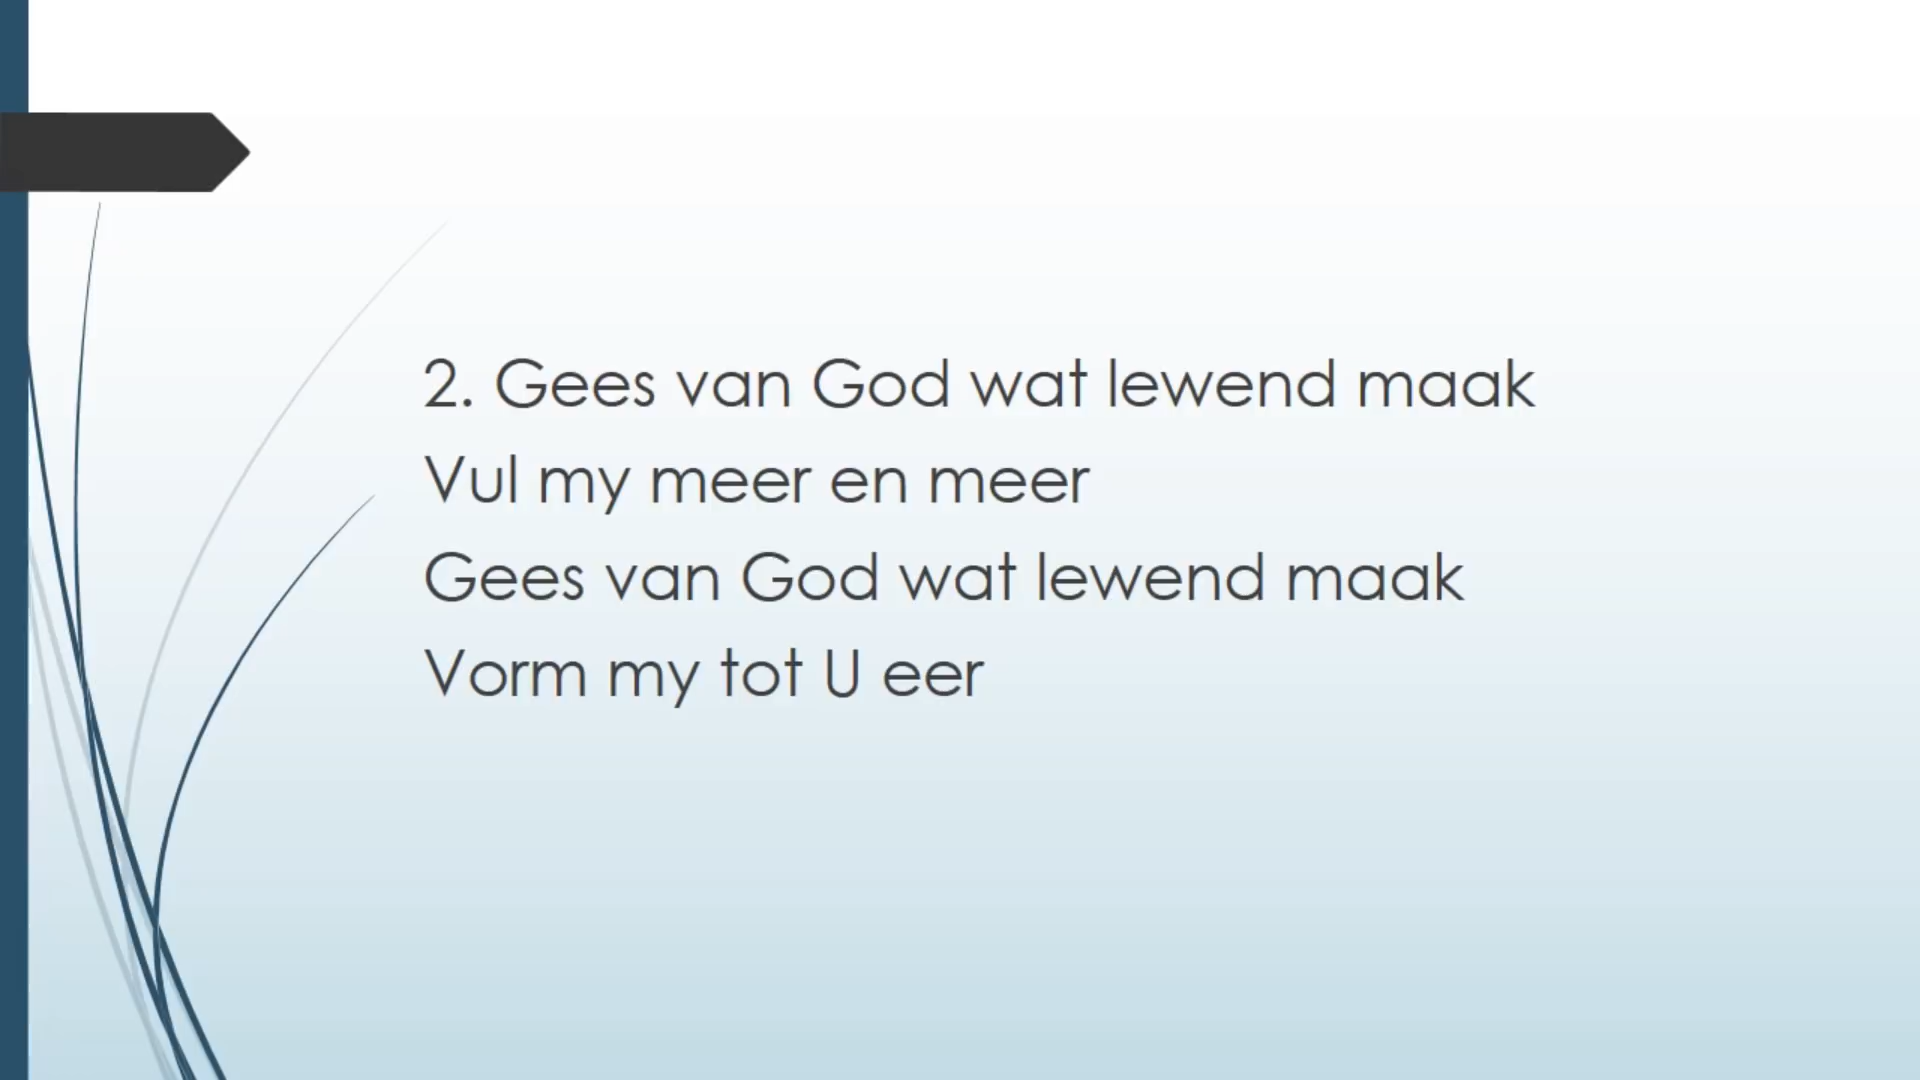 2. Gees van God wat lewend maak
Vul my meer en meer
Gees van God wat lewend maak
Vorm my tot U eer